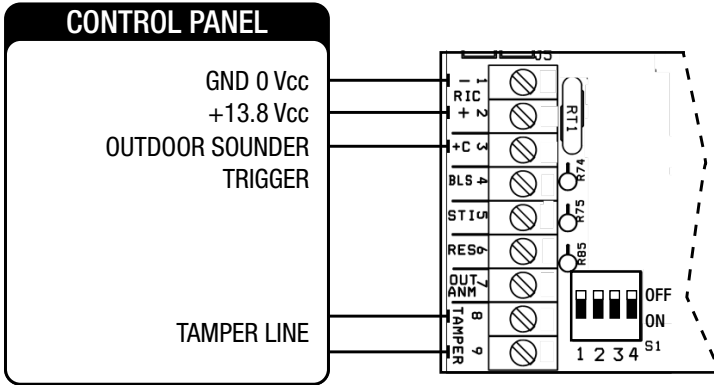 CONTROL PANEL
GND 0 Vcc
+13.8 Vcc
OUTDOOR SOUNDER
TRIGGER
TAMPER LINE
J5
- 1
RIC
+ 2
+C 3
BLS 4
STI 5
RES 6
OUT 7
ANM
8
TAMPER
9
RT1
R74
R75
R85
OFF
ON
S1
1 2 3 4